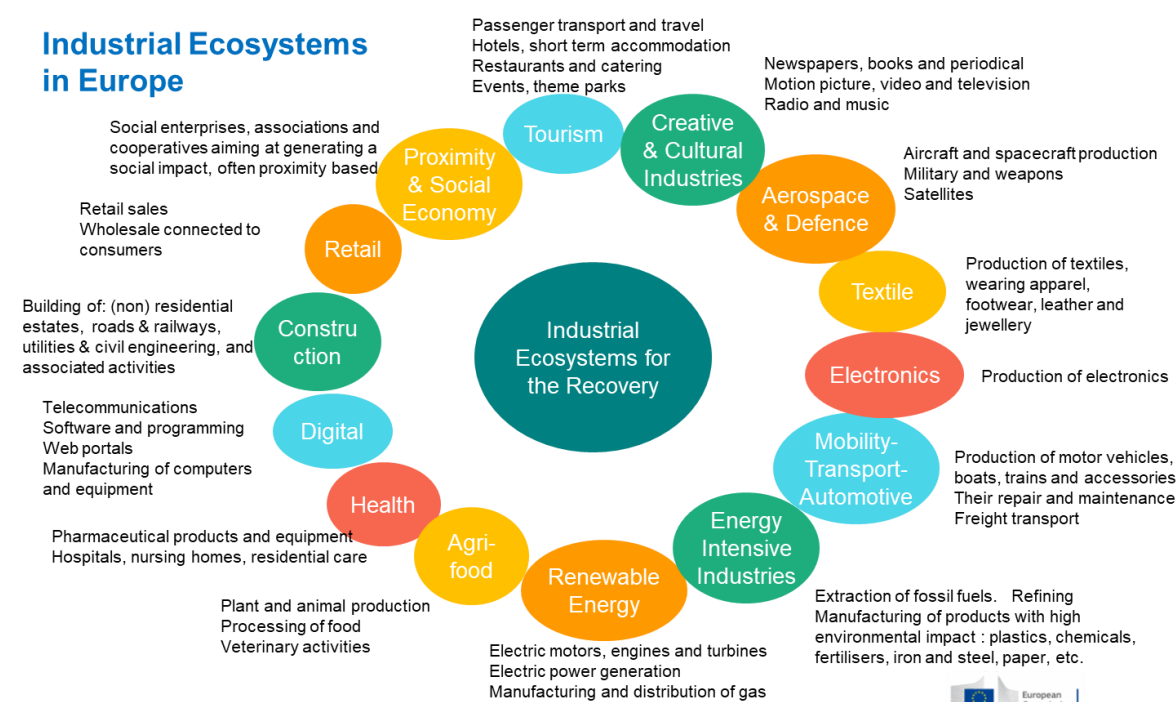 Industrial Ecosystems
in Europe
Passenger transport and travel
Hotels, short term accommodation
Restaurants and catering
Events, theme parks
Tourism
Newspapers, books and periodical
Motion picture, video and television
Radio and music
Creative
& Cultural
Industries
Aircraft and spacecraft production
Military and weapons
Satellites
Aerospace
& Defence
Production of textiles,
wearing apparel,
footwear, leather and
jewellery
Textile
Production of electronics
Electronics
Production of motor vehicles,
boats, trains and accessories
Their repair and maintenance
Freight transport
Mobility-
Transport-
Automotive
Extraction of fossil fuels. Refining
Manufacturing of products with high
environmental impact : plastics, chemicals,
fertilisers, iron and steel, paper, etc.
Energy
Intensive
Industries
Electric motors, engines and turbines
Electric power generation
Manufacturing and distribution of gas
Renewable
Energy
Plant and animal production
Processing of food
Veterinary activities
Agri-
food
Pharmaceutical products and equipment
Hospitals, nursing homes, residential care
Health
Telecommunications
Software and programming
Web portals
Manufacturing of computers
and equipment
Digital
Building of: (non) residential
estates, roads & railways,
utilities & civil engineering, and
associated activities
Constru
ction
Retail sales
Wholesale connected to
consumers
Retail
Social enterprises, associations and
cooperatives aiming at generating a
social impact, often proximity based
Proximity
& Social
Economy
Industrial
Ecosystems for
the Recovery
European